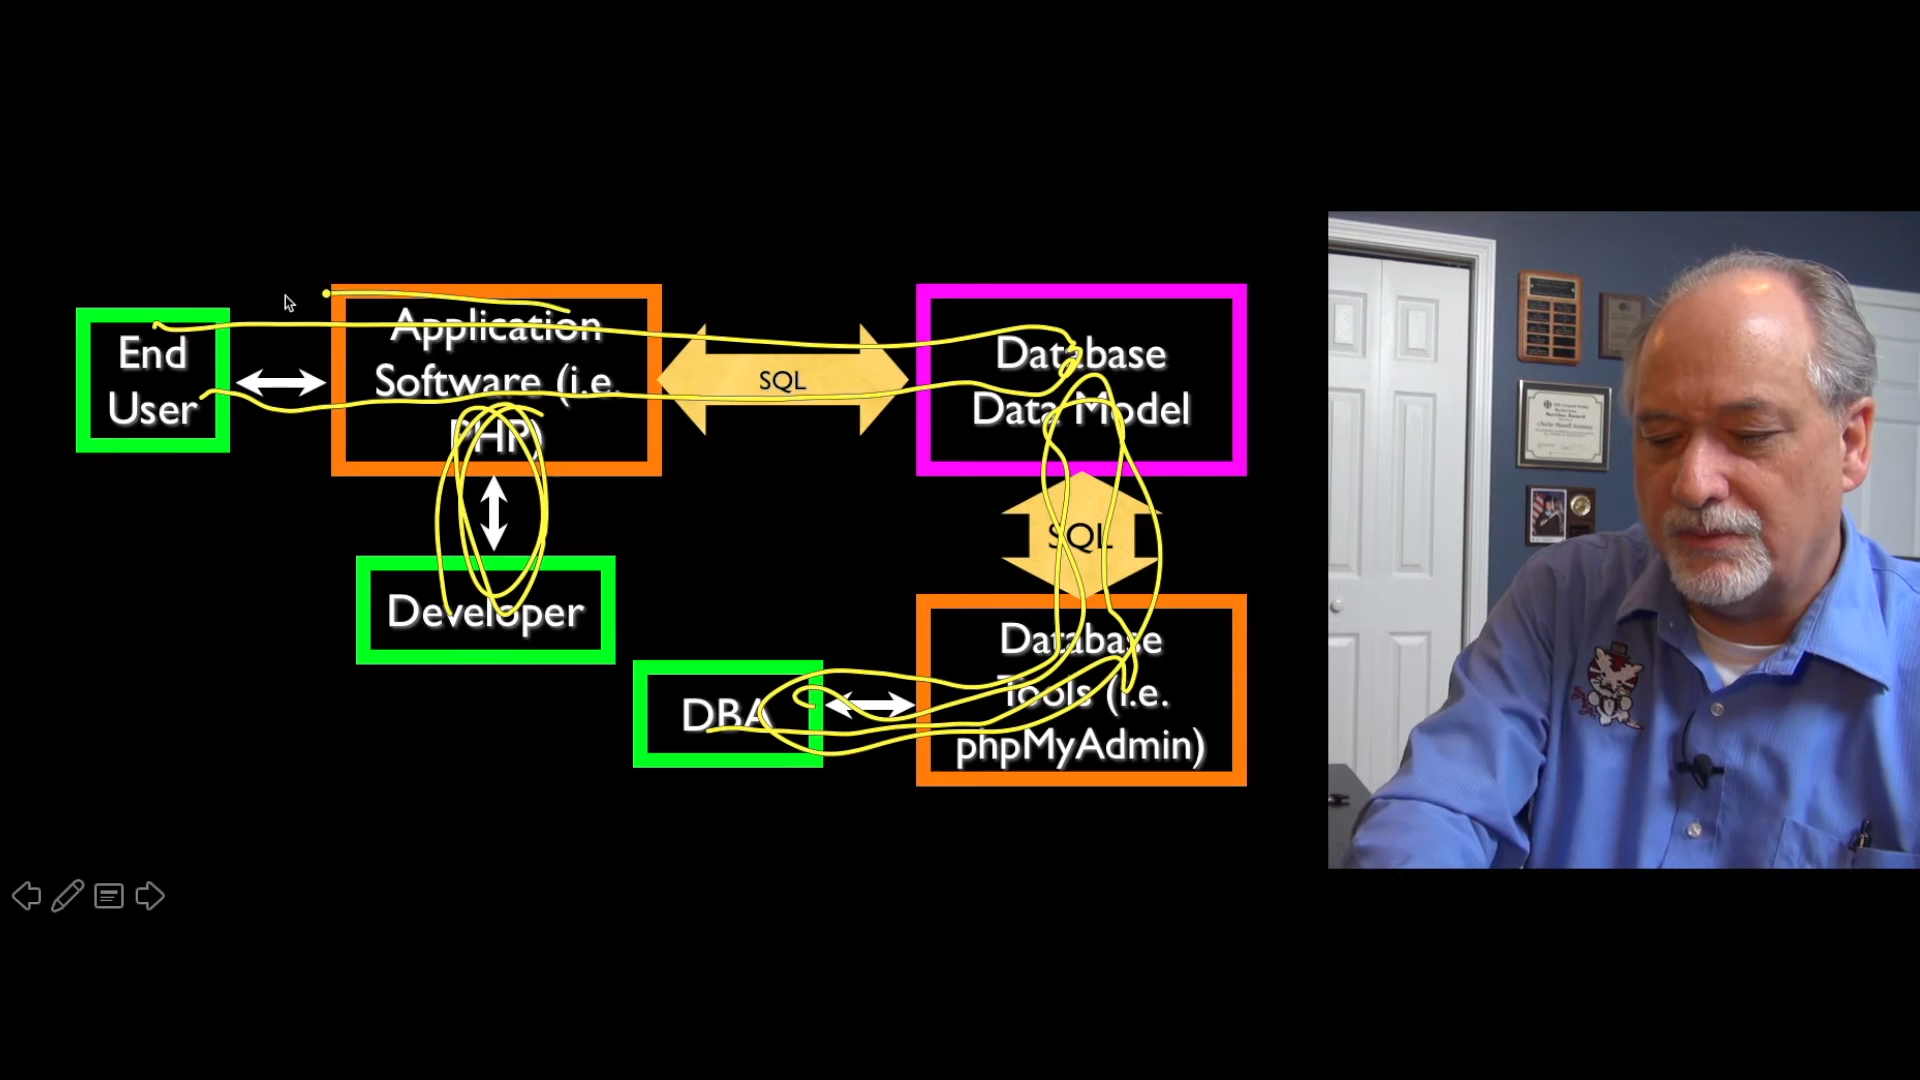 End
User
Application
Software (i.e.
PHP)
SQL
Database
Data Model
SQL
Developer
DBA
Database
Tools (i.e.
phpMyAdmin)